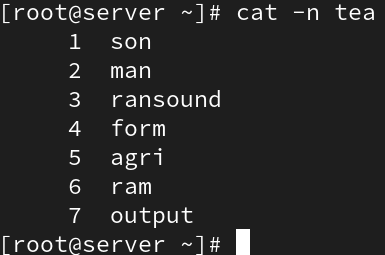 [root@server ~]# cat -n tea
     1  son
     2  man
     3  ransound
     4  form
     5  agri
     6  ram
     7  output
[root@server ~]#